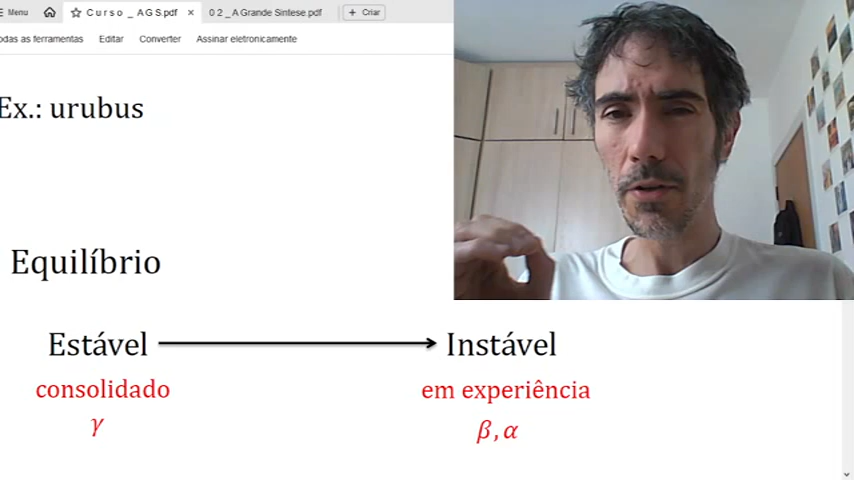 Menu
C u r s o _ A G S.pdf
0 2 _ A Grande Síntese.pdf
Criar
odas as ferramentas Editar Converter Assinar eletronicamente
Ex.: urubus
Equilíbrio
Estável Instável
consolidado em experiência
γ β, α